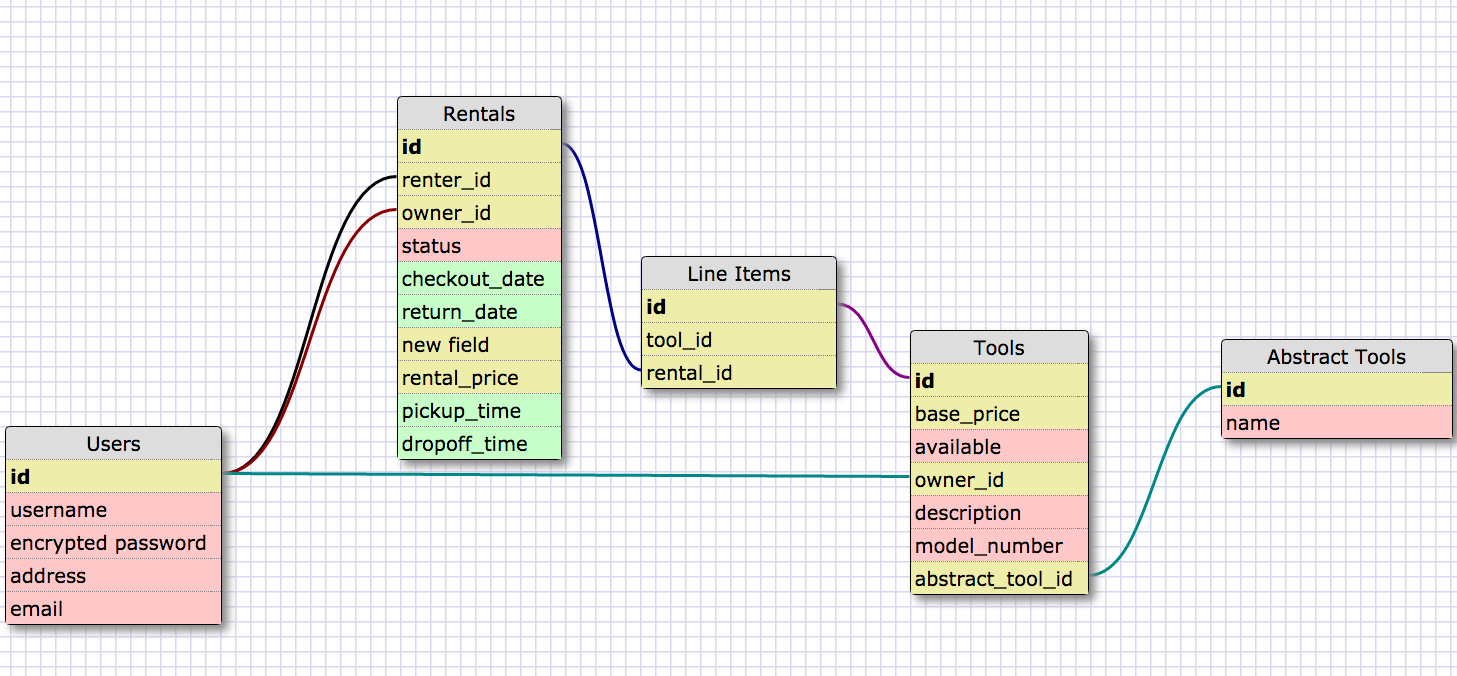 Rentals
id
renter_id
owner_id
status
checkout_date
return_date
new field
rental_price
pickup_time
dropoff_time
Users
id
username
encrypted password
address
email
Line Items
id
tool_id
rental_id
Tools
id
base_price
available
owner_id
description
model_number
abstract_tool_id
Abstract Tools
id
name